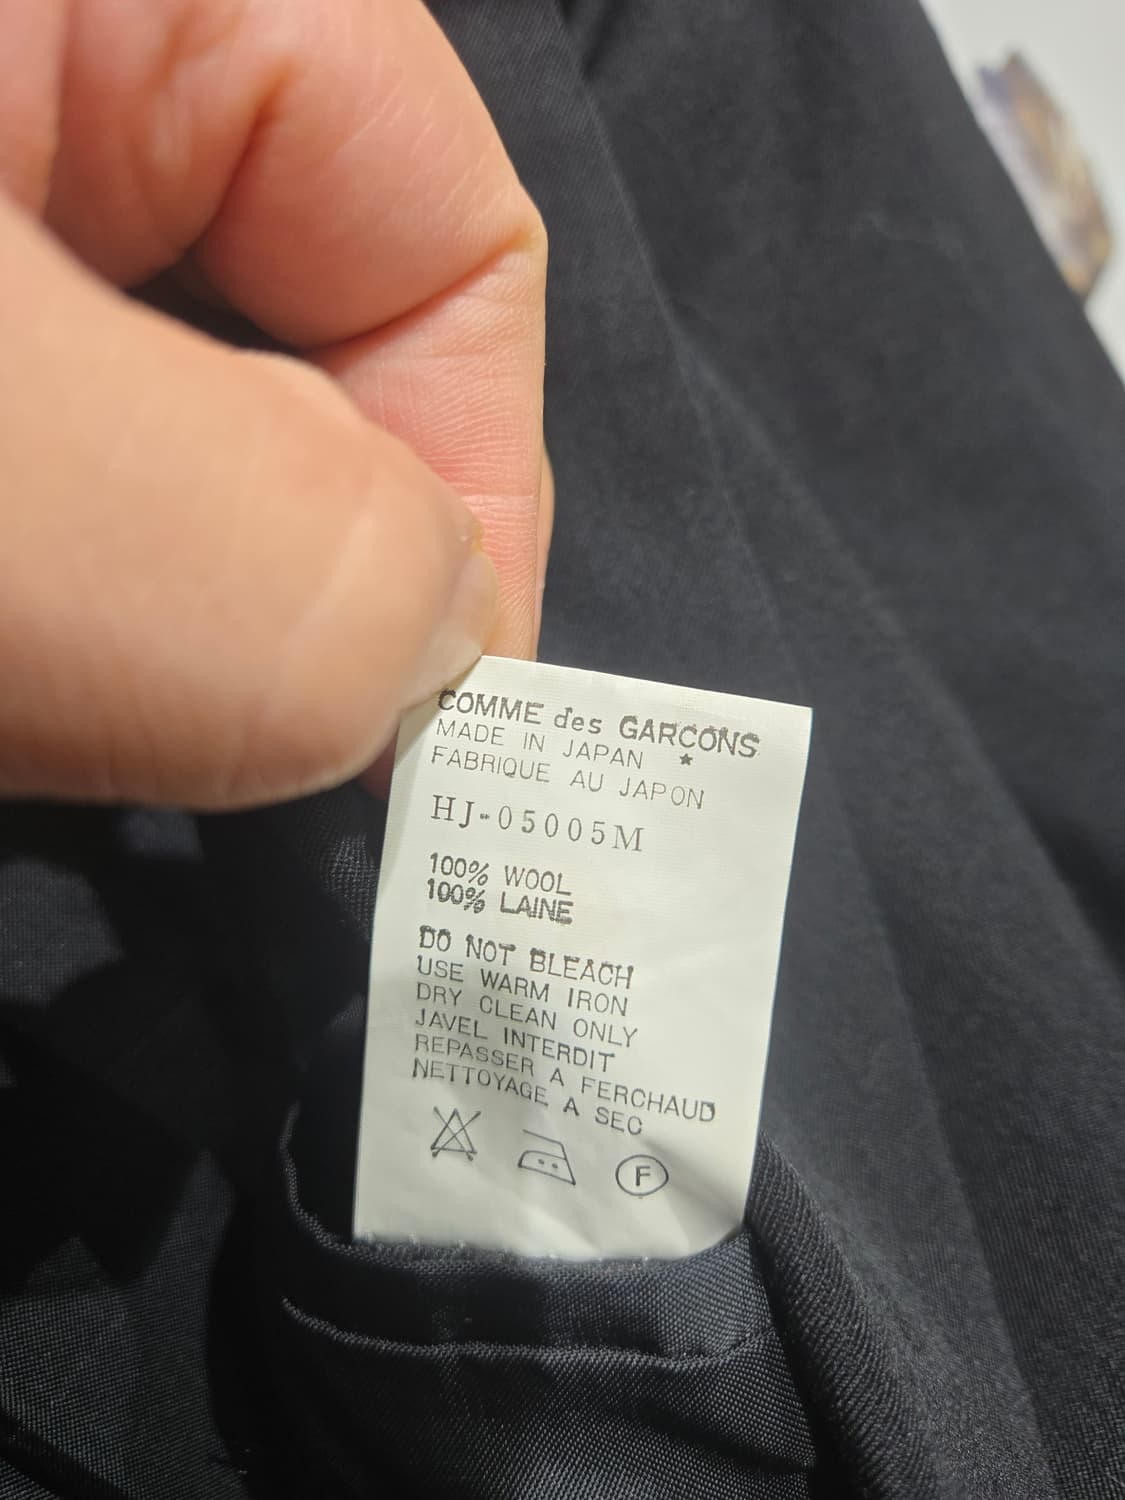 COMME des GARÇONS
MADE IN JAPAN ★
FABRIQUE AU JAPON
HJ-05005M
100% WOOL
100% LAINE
DO NOT BLEACH
USE WARM IRON
DRY CLEAN ONLY
JAVEL INTERDIT
REPASSER A FERCHAUD
NETTOYAGE A SEC
F